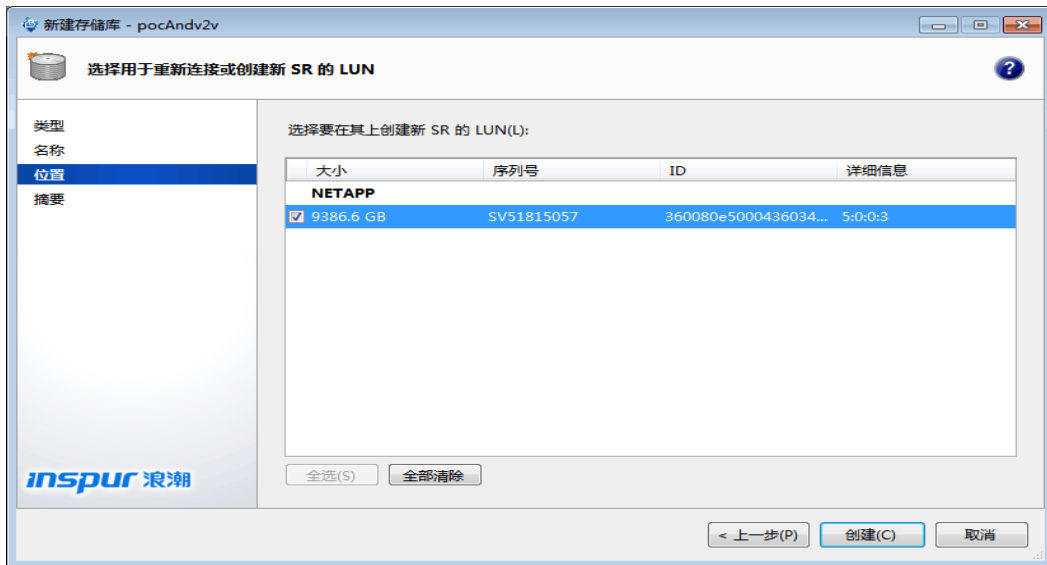 新建存储库 - pocAndv2v
选择用于重新连接或创建新 SR 的 LUN
?
类型
名称
位置
摘要
选择要在其上创建新 SR 的 LUN(L):
大小 序列号 ID 详细信息
NETAPP
9386.6 GB SV51815057 360080e5000436034... 5:0:0:3
全选(S) 全部清除
inspur 浪潮
< 上一步(P) 创建(C) 取消